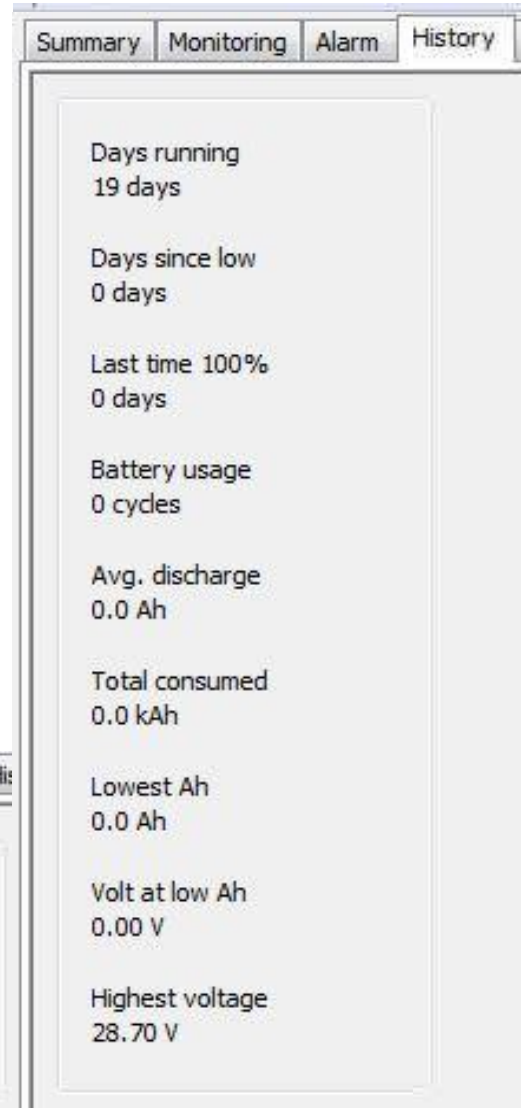 Summary Monitoring Alarm History
Days running
19 days
Days since low
0 days
Last time 100%
0 days
Battery usage
0 cycles
Avg. discharge
0.0 Ah
Total consumed
0.0 kAh
Lowest Ah
0.0 Ah
Volt at low Ah
0.00 V
Highest voltage
28.70 V